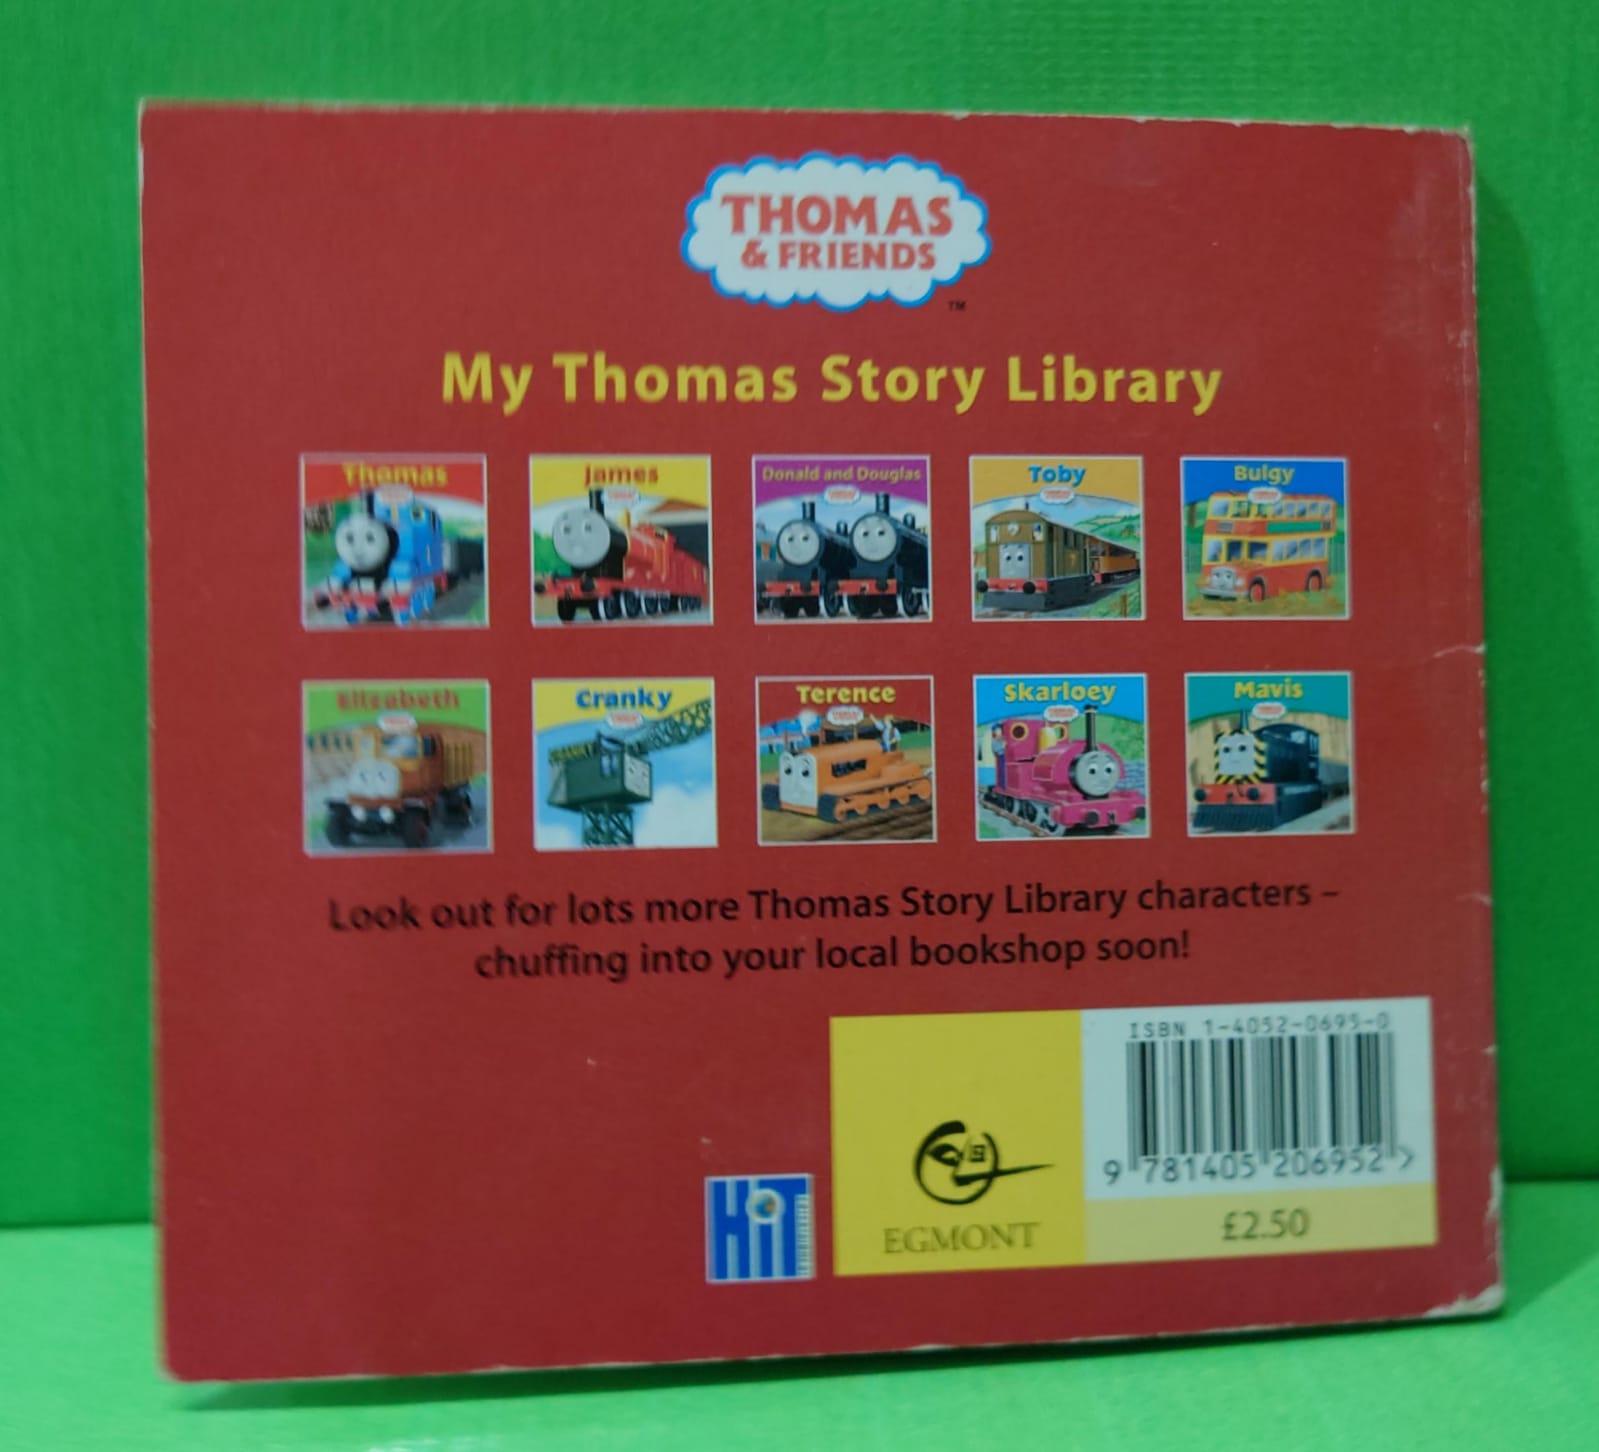 THOMAS
& FRIENDS
TM
My Thomas Story Library
Thomas
James
Donald and Douglas
Toby
Bulgy
Elizabeth
Cranky
Terence
Skarloey
Mavis
Look out for lots more Thomas Story Library characters –
chuffing into your local bookshop soon!
ISBN 1-4052-0695-0
9 781405 206952 >
HiT
EGMONT
£2.50